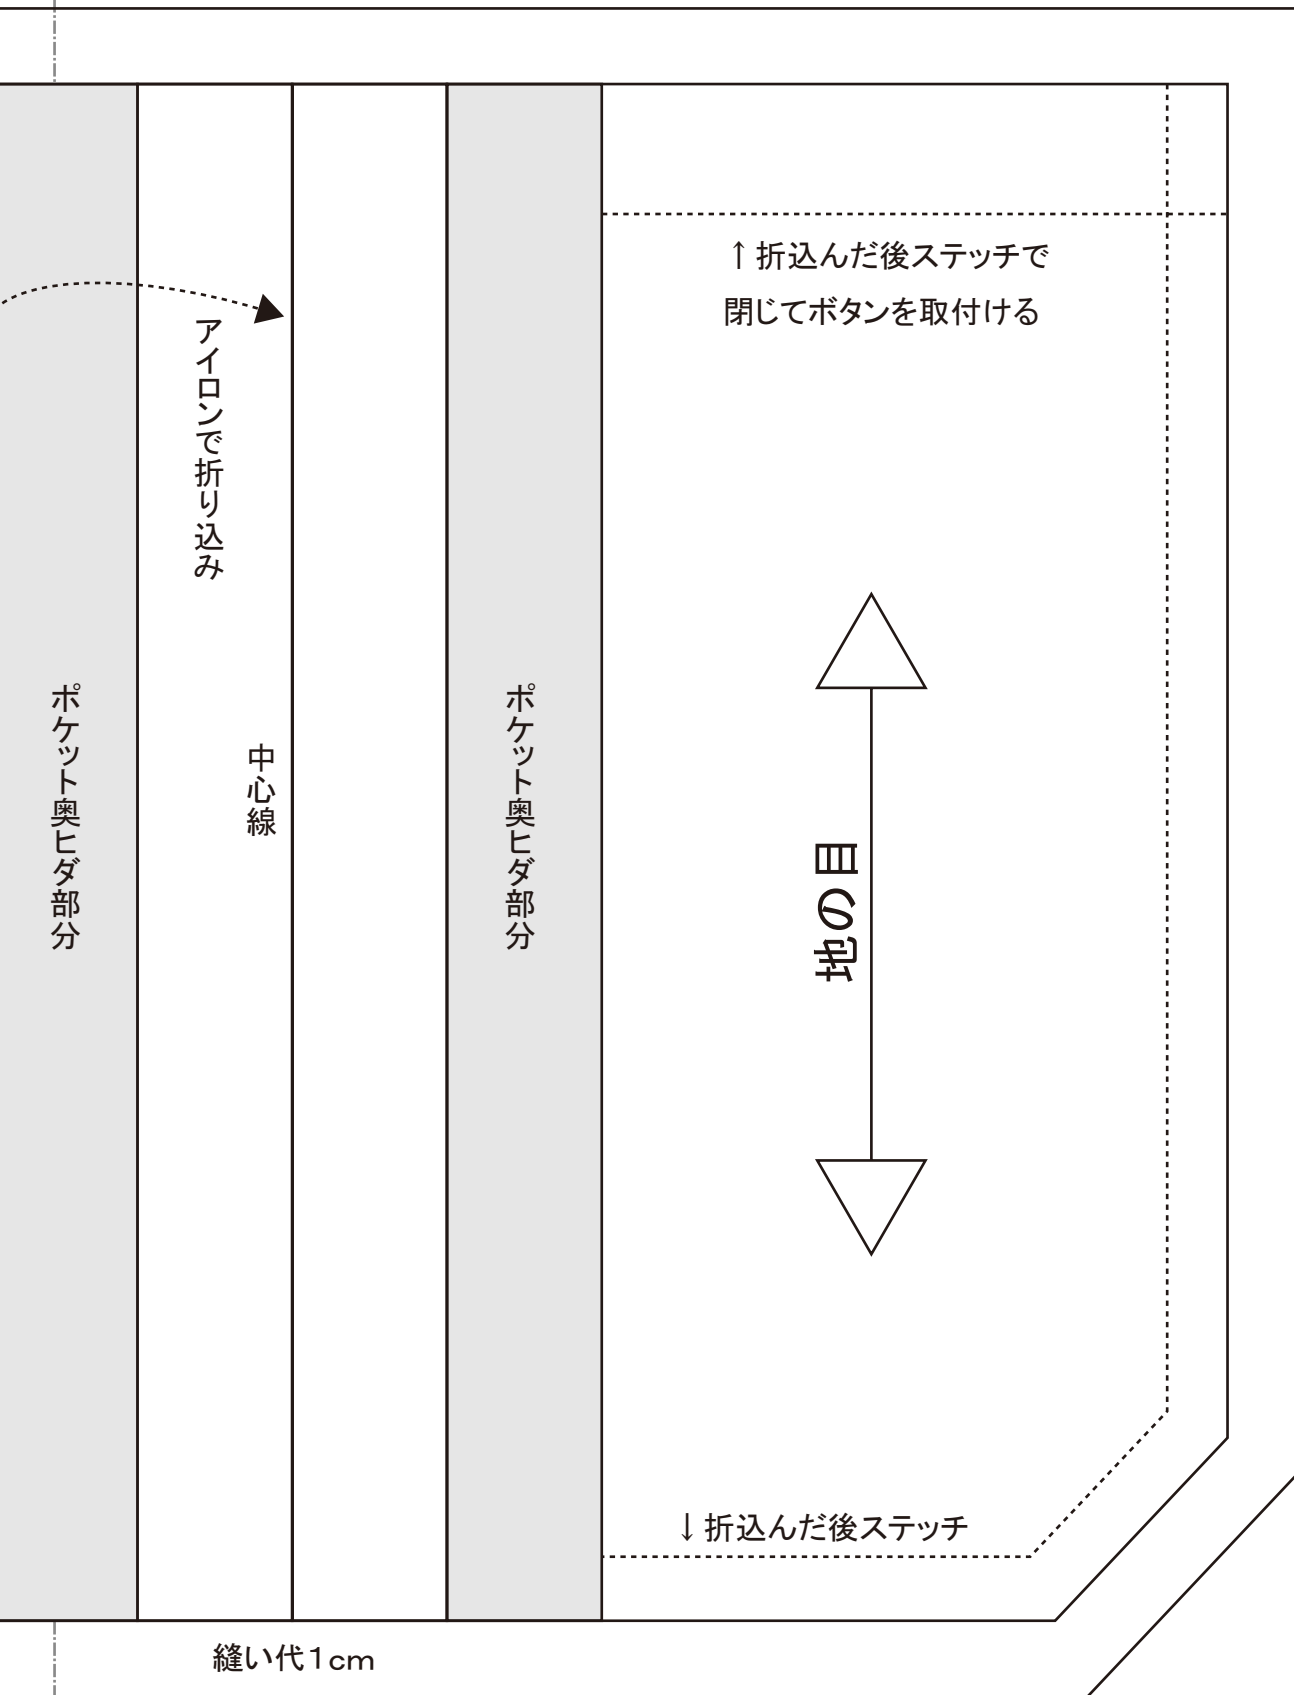 ↑折込んだ後ステッチで
閉じてボタンを取付ける
アイロンで折り込み
ポケット奥ヒダ部分
中心線
ポケット奥ヒダ部分
地の目
↓折込んだ後ステッチ
縫い代1cm